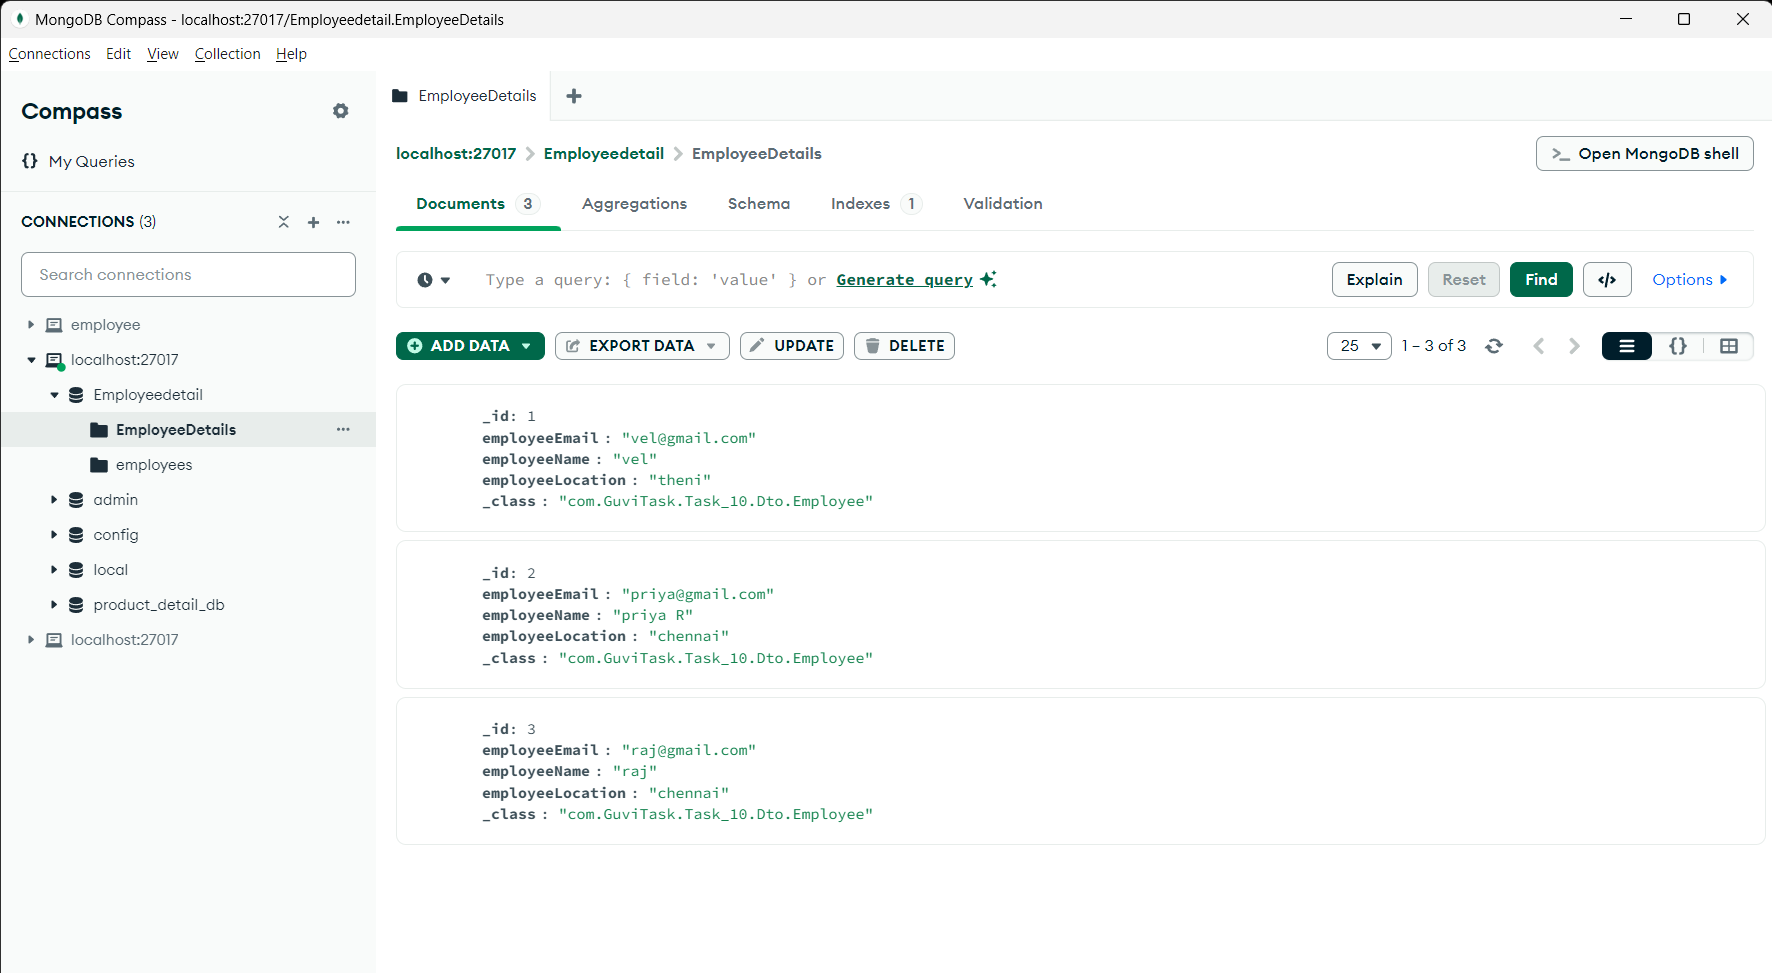 MongoDB Compass - localhost:27017/Employeedetail.EmployeeDetails
Connections Edit View Collection Help
Compass
{} My Queries
CONNECTIONS (3)
Search connections
employee
localhost:27017
Employeedetail
EmployeeDetails
employees
admin
config
local
product_detail_db
localhost:27017
EmployeeDetails
localhost:27017 > Employeedetail > EmployeeDetails
>_ Open MongoDB shell
Documents 3 Aggregations Schema Indexes 1 Validation
Type a query: { field: 'value' } or Generate query
Explain Reset Find </> Options
ADD DATA EXPORT DATA UPDATE DELETE
25 1 – 3 of 3 {}
_id: 1
employeeEmail : "vel@gmail.com"
employeeName : "vel"
employeeLocation : "theni"
_class : "com.GuviTask.Task_10.Dto.Employee"
_id: 2
employeeEmail : "priya@gmail.com"
employeeName : "priya R"
employeeLocation : "chennai"
_class : "com.GuviTask.Task_10.Dto.Employee"
_id: 3
employeeEmail : "raj@gmail.com"
employeeName : "raj"
employeeLocation : "chennai"
_class : "com.GuviTask.Task_10.Dto.Employee"